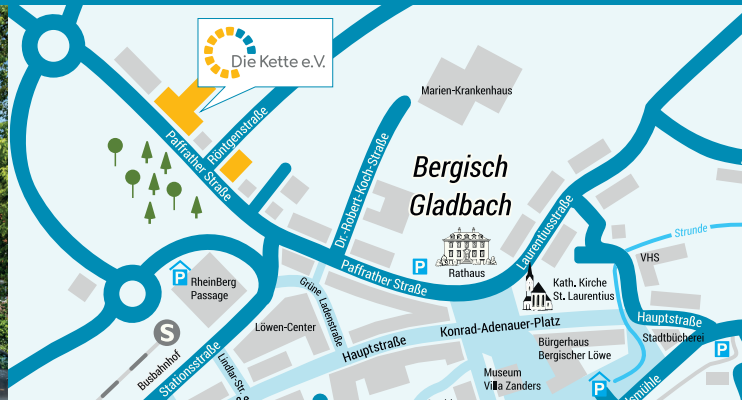 Die Kette e.V.
Marien-Krankenhaus
Röntgenstraße
Paffrather Straße
Dr.-Robert-Koch-Straße
Bergisch
Gladbach
Laurentiusstraße
Strunde
P
Rathaus
VHS
Paffrather Straße
P
RheinBerg
Passage
Grüne Ladenstraße
Kath. Kirche
St. Laurentius
Löwen-Center
Konrad-Adenauer-Platz
Hauptstraße
Stadtbücherei
S
Busbahnhof
Stationsstraße
Lindar-Str.
Hauptstraße
Bürgerhaus
Bergischer Löwe
P
Museum
Villa Zanders
P